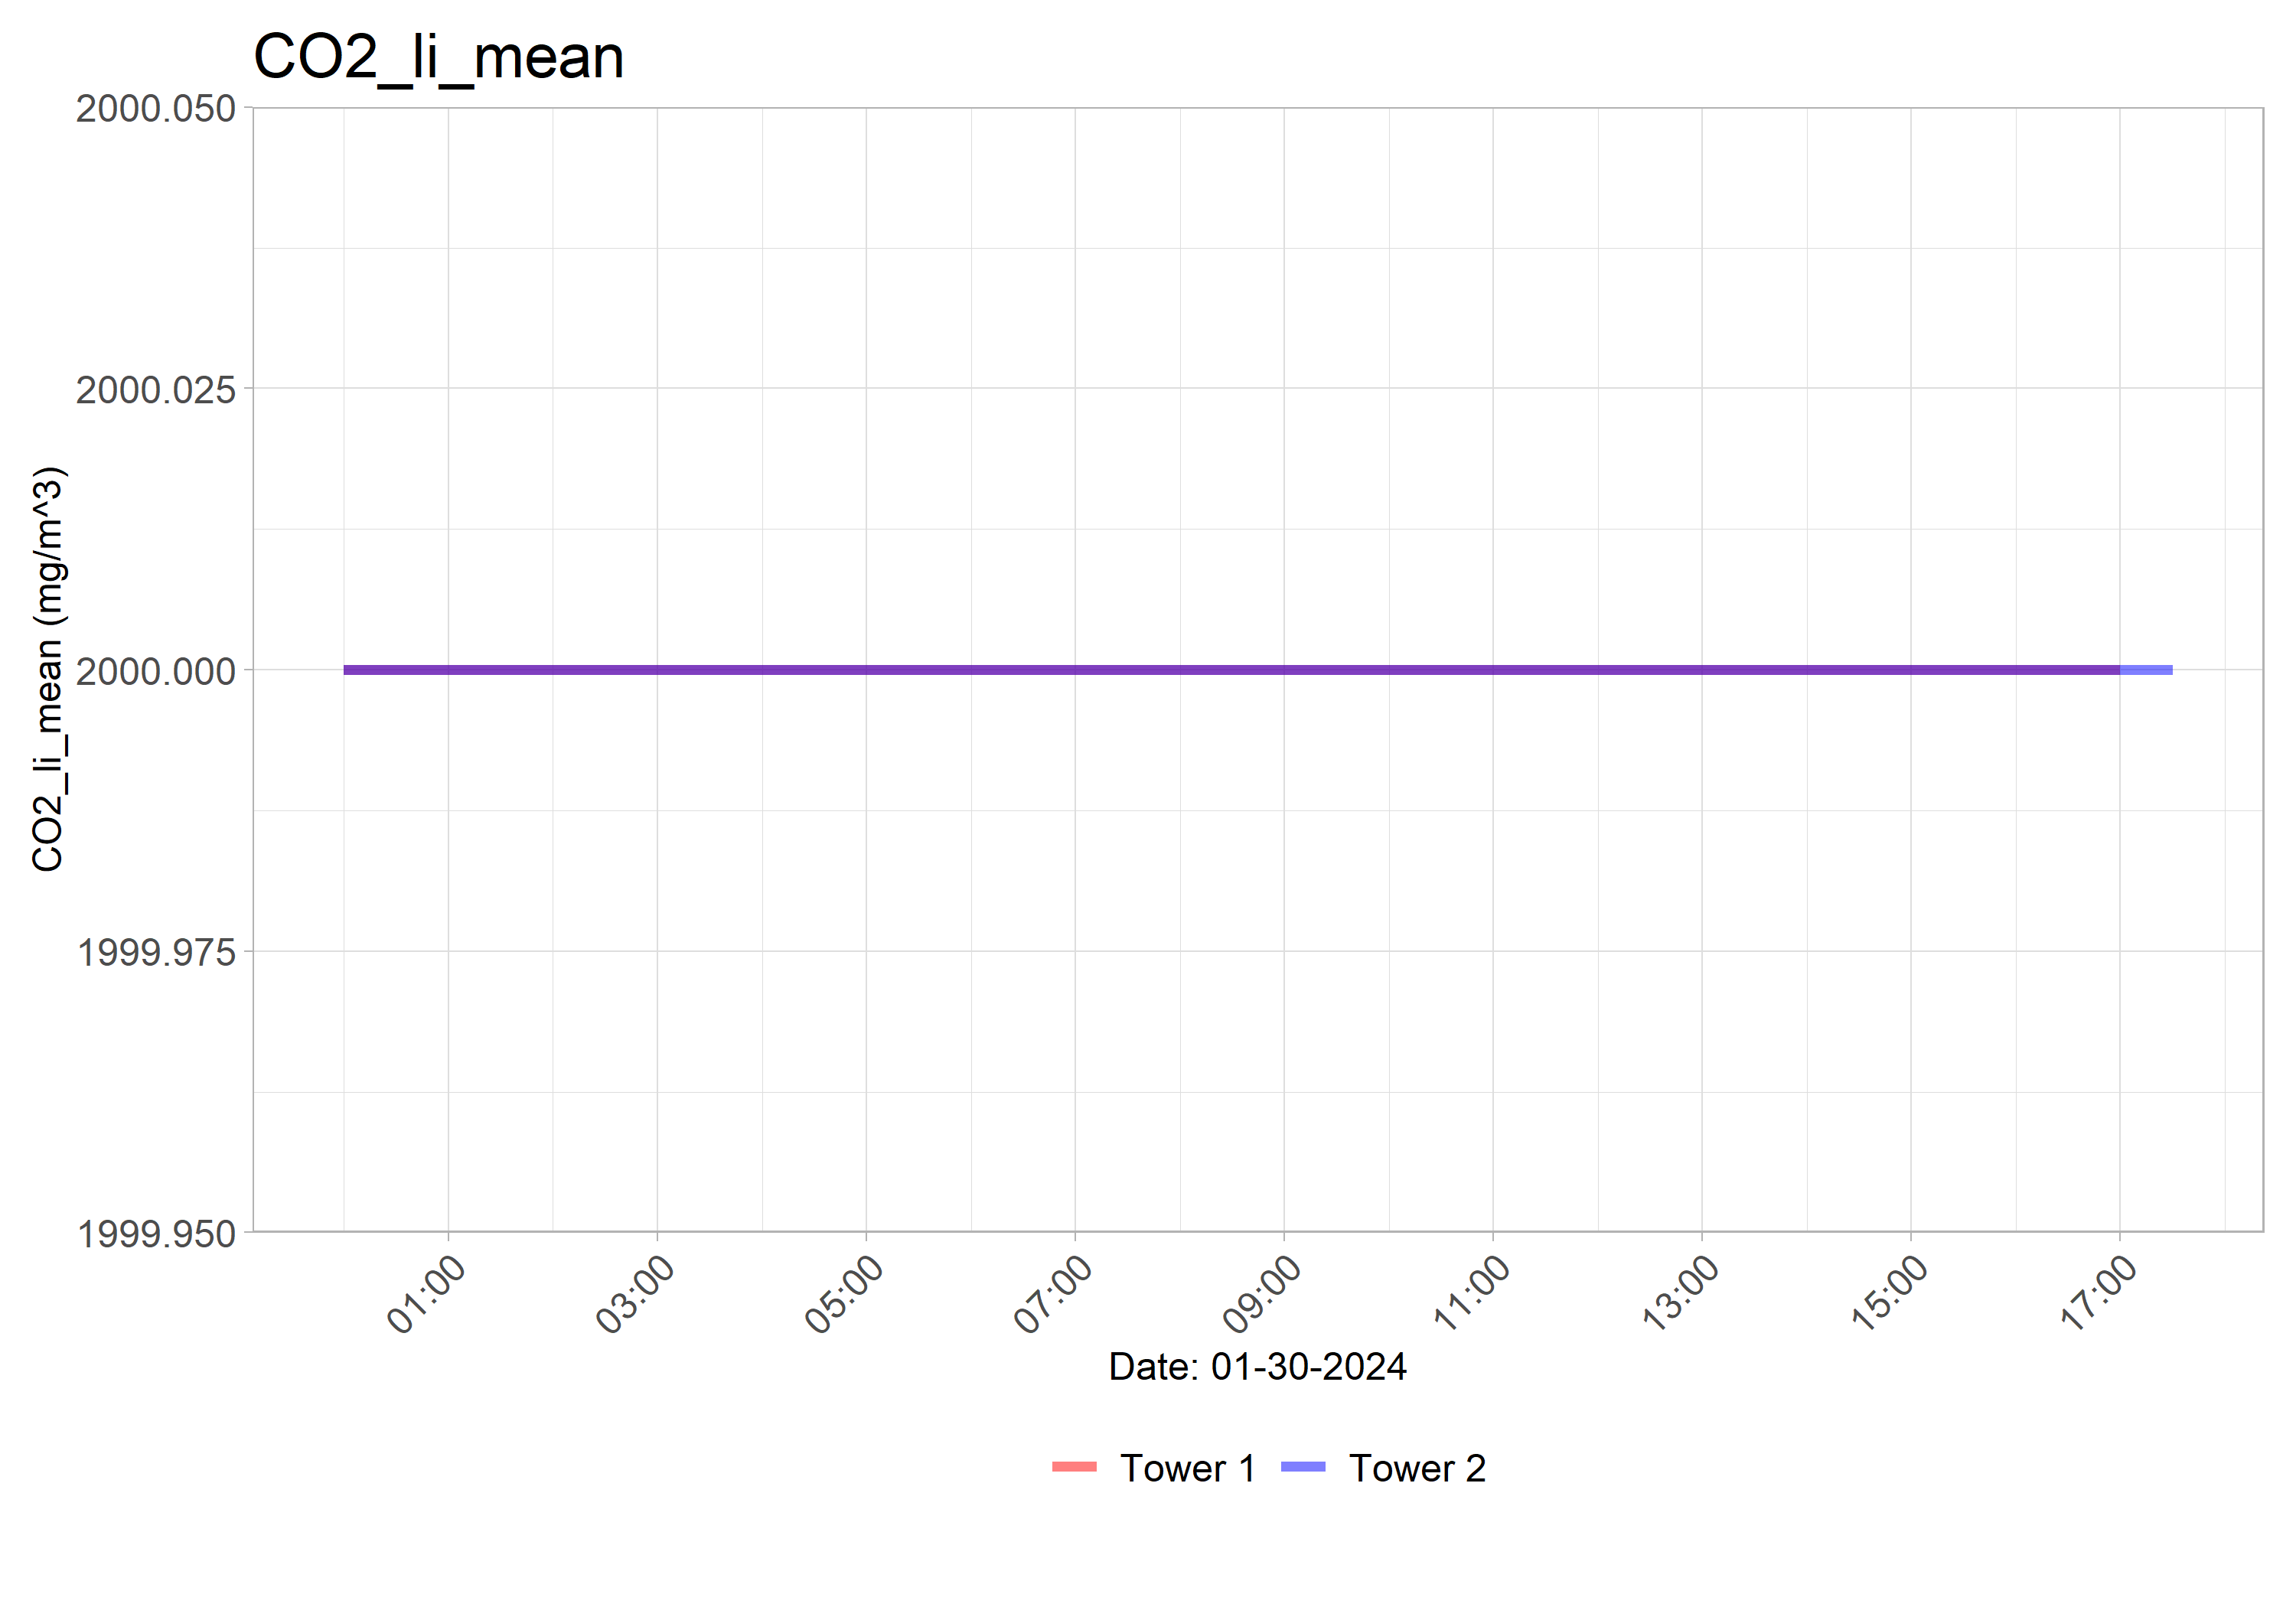 CO2_li_mean
CO2_li_mean (mg/m^3)
2000.050
2000.025
2000.000
1999.975
1999.950
01:00 03:00 05:00 07:00 09:00 11:00 13:00 15:00 17:00
Date: 01-30-2024
Tower 1 Tower 2